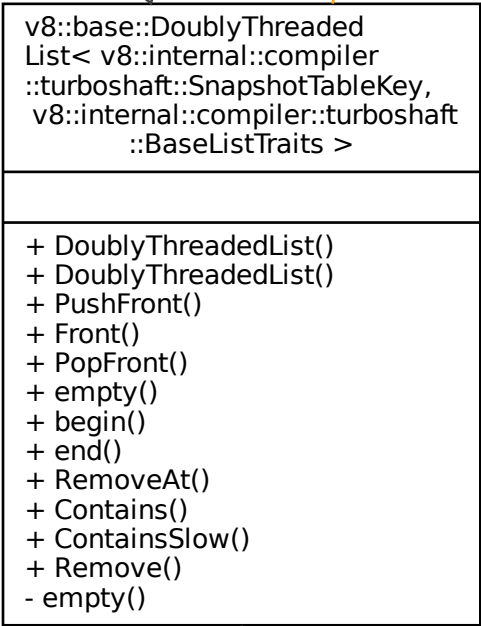 v8::base::DoublyThreaded
List< v8::internal::compiler
::turboshaft::SnapshotTableKey,
v8::internal::compiler::turboshaft
::BaseListTraits >
+ DoublyThreadedList()
+ DoublyThreadedList()
+ PushFront()
+ Front()
+ PopFront()
+ empty()
+ begin()
+ end()
+ RemoveAt()
+ Contains()
+ ContainsSlow()
+ Remove()
- empty()